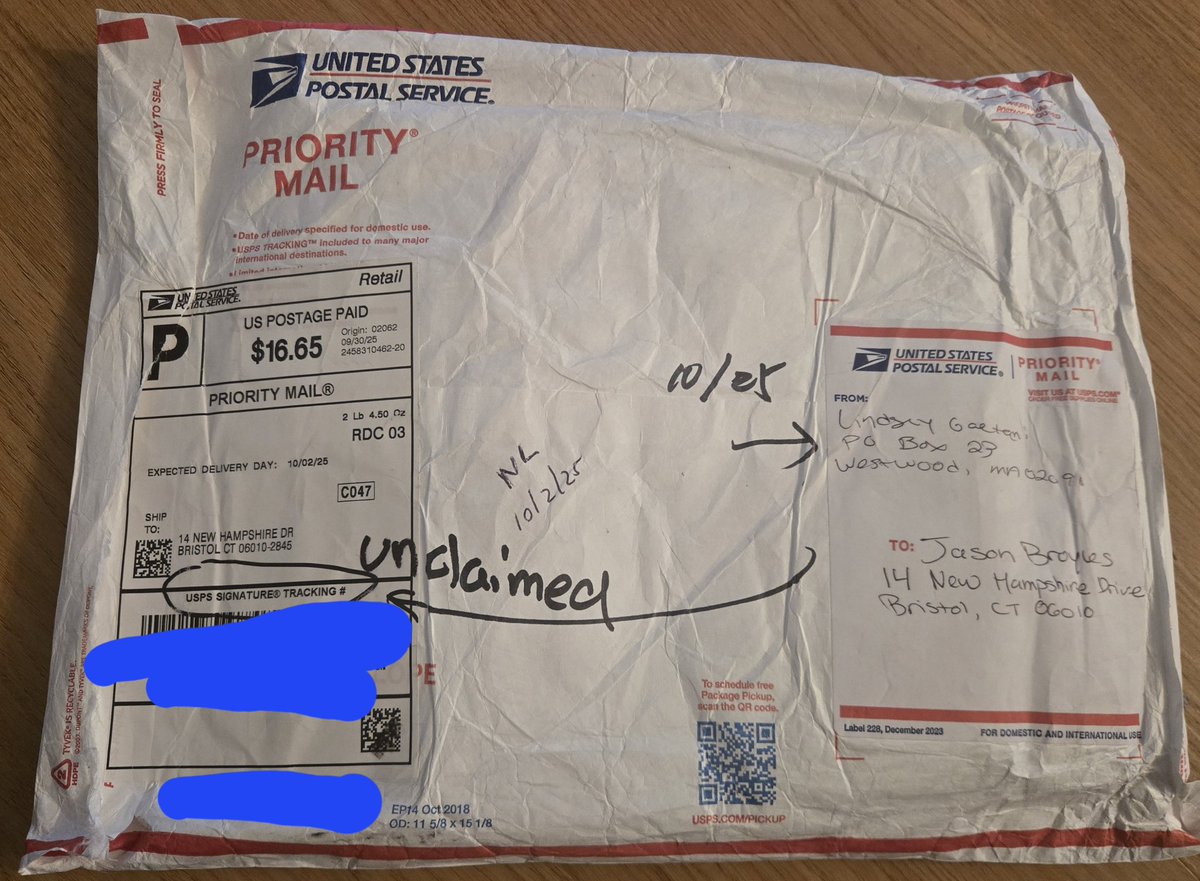 PRESS FIRMLY TO SEAL
UNITED STATES
POSTAL SERVICE®
PRIORITY®
MAIL
•Date of delivery specified for domestic use.
•USPS TRACKING™ included to many major
international destinations.
UNITED STATES
POSTAL SERVICE®
Retail
P
US POSTAGE PAID
$16.65
Origin: 02062
09/30/25
2458310462-20
PRIORITY MAIL®
2 Lb 4.50 Oz
RDC 03
EXPECTED DELIVERY DAY: 10/02/25
C047
SHIP
TO:
14 NEW HAMPSHIRE DR
BRISTOL CT 06010-2845
USPS SIGNATURE® TRACKING #
PE
10/25
NL
10/2/25
unclaimed
UNITED STATES
POSTAL SERVICE®
PRIORITY®
MAIL
VISIT US AT USPS.COM®
ORDER FREE SUPPLIES ONLINE
FROM:
Lindsey Gaetani
PO Box 23
Westwood, MA 02091
TO: Jason Broyles
14 New Hampshire Drive
Bristol, CT 06010
Label 228, December 2023
FOR DOMESTIC AND INTERNATIONAL USE
To schedule free
Package Pickup,
scan the QR code.
USPS.COM/PICKUP
EP14 Oct 2018
OD: 11 5/8 x 15 1/8